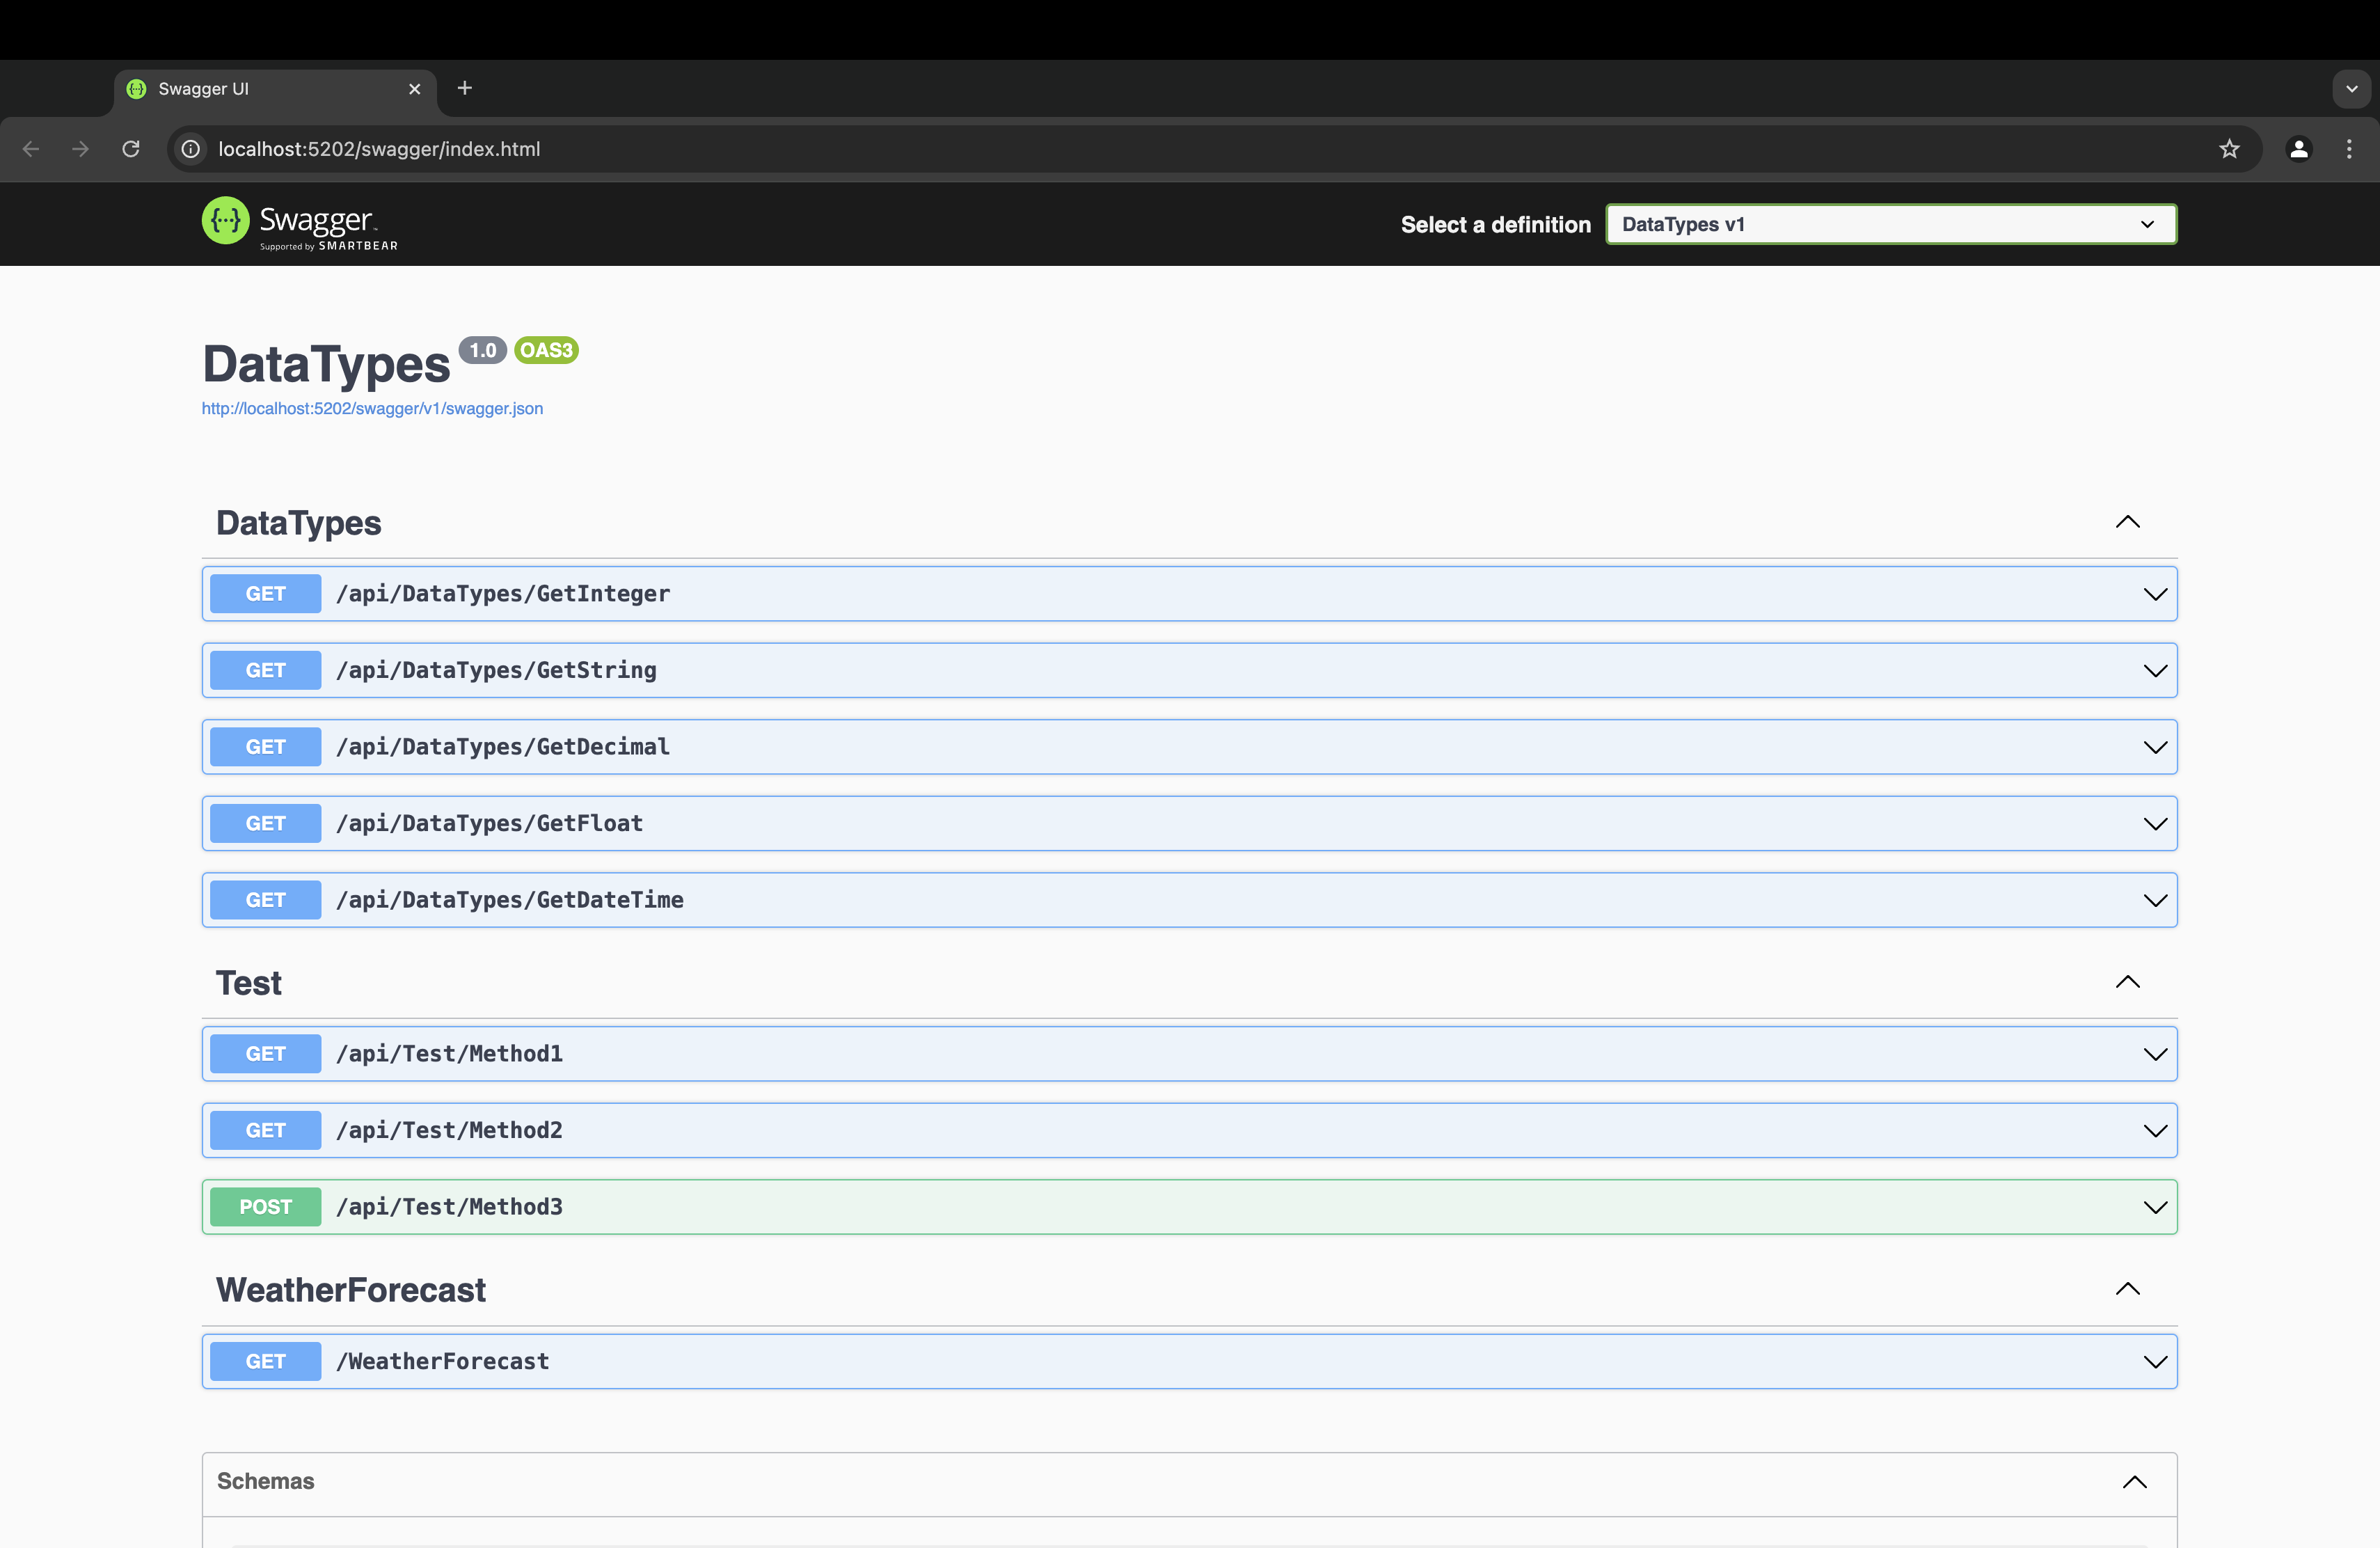 Swagger UI
localhost:5202/swagger/index.html
Swagger
Supported by SMARTBEAR
Select a definition
DataTypes v1
DataTypes 1.0 OAS3
http://localhost:5202/swagger/v1/swagger.json
DataTypes
GET /api/DataTypes/GetInteger
GET /api/DataTypes/GetString
GET /api/DataTypes/GetDecimal
GET /api/DataTypes/GetFloat
GET /api/DataTypes/GetDateTime
Test
GET /api/Test/Method1
GET /api/Test/Method2
POST /api/Test/Method3
WeatherForecast
GET /WeatherForecast
Schemas